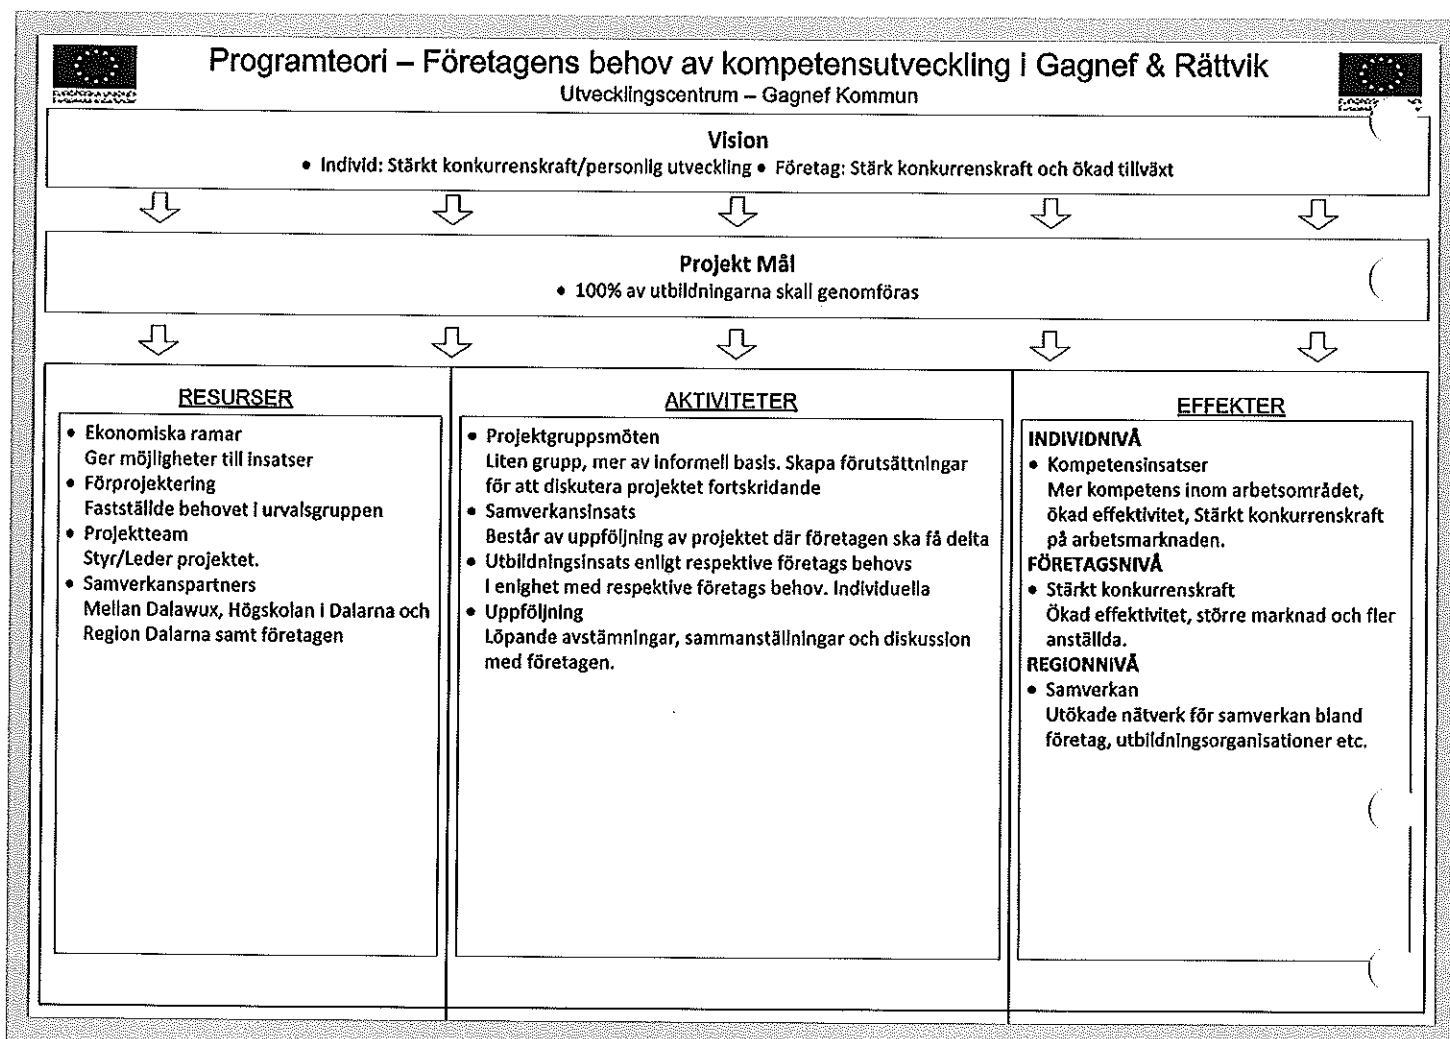 Programteori – Företagens behov av kompetensutveckling i Gagnef & Rättvik
Utvecklingscentrum – Gagnef Kommun
Vision
• Individ: Stärkt konkurrenskraft/personlig utveckling • Företag: Stärk konkurrenskraft och ökad tillväxt
Projekt Mål
• 100% av utbildningarna skall genomföras
RESURSER
• Ekonomiska ramar
Ger möjligheter till insatser
• Förprojektering
Fastställde behovet i urvalsgruppen
• Projektteam
Styr/Leder projektet.
• Samverkanspartners
Mellan Dalawux, Högskolan i Dalarna och
Region Dalarna samt företagen
AKTIVITETER
• Projektgruppsmöten
Liten grupp, mer av informell basis. Skapa förutsättningar
för att diskutera projektet fortskridande
• Samverkansinsats
Består av uppföljning av projektet där företagen ska få delta
• Utbildningsinsats enligt respektive företags behovs
I enighet med respektive företags behov. Individuella
• Uppföljning
Löpande avstämningar, sammanställningar och diskussion
med företagen.
EFFEKTER
INDIVIDNIVÅ
• Kompetensinsatser
Mer kompetens inom arbetsområdet,
ökad effektivitet, Stärkt konkurrenskraft
på arbetsmarknaden.
FÖRETAGSNIVÅ
• Stärkt konkurrenskraft
Ökad effektivitet, större marknad och fler
anställda.
REGIONNIVÅ
• Samverkan
Utökade nätverk för samverkan bland
företag, utbildningsorganisationer etc.